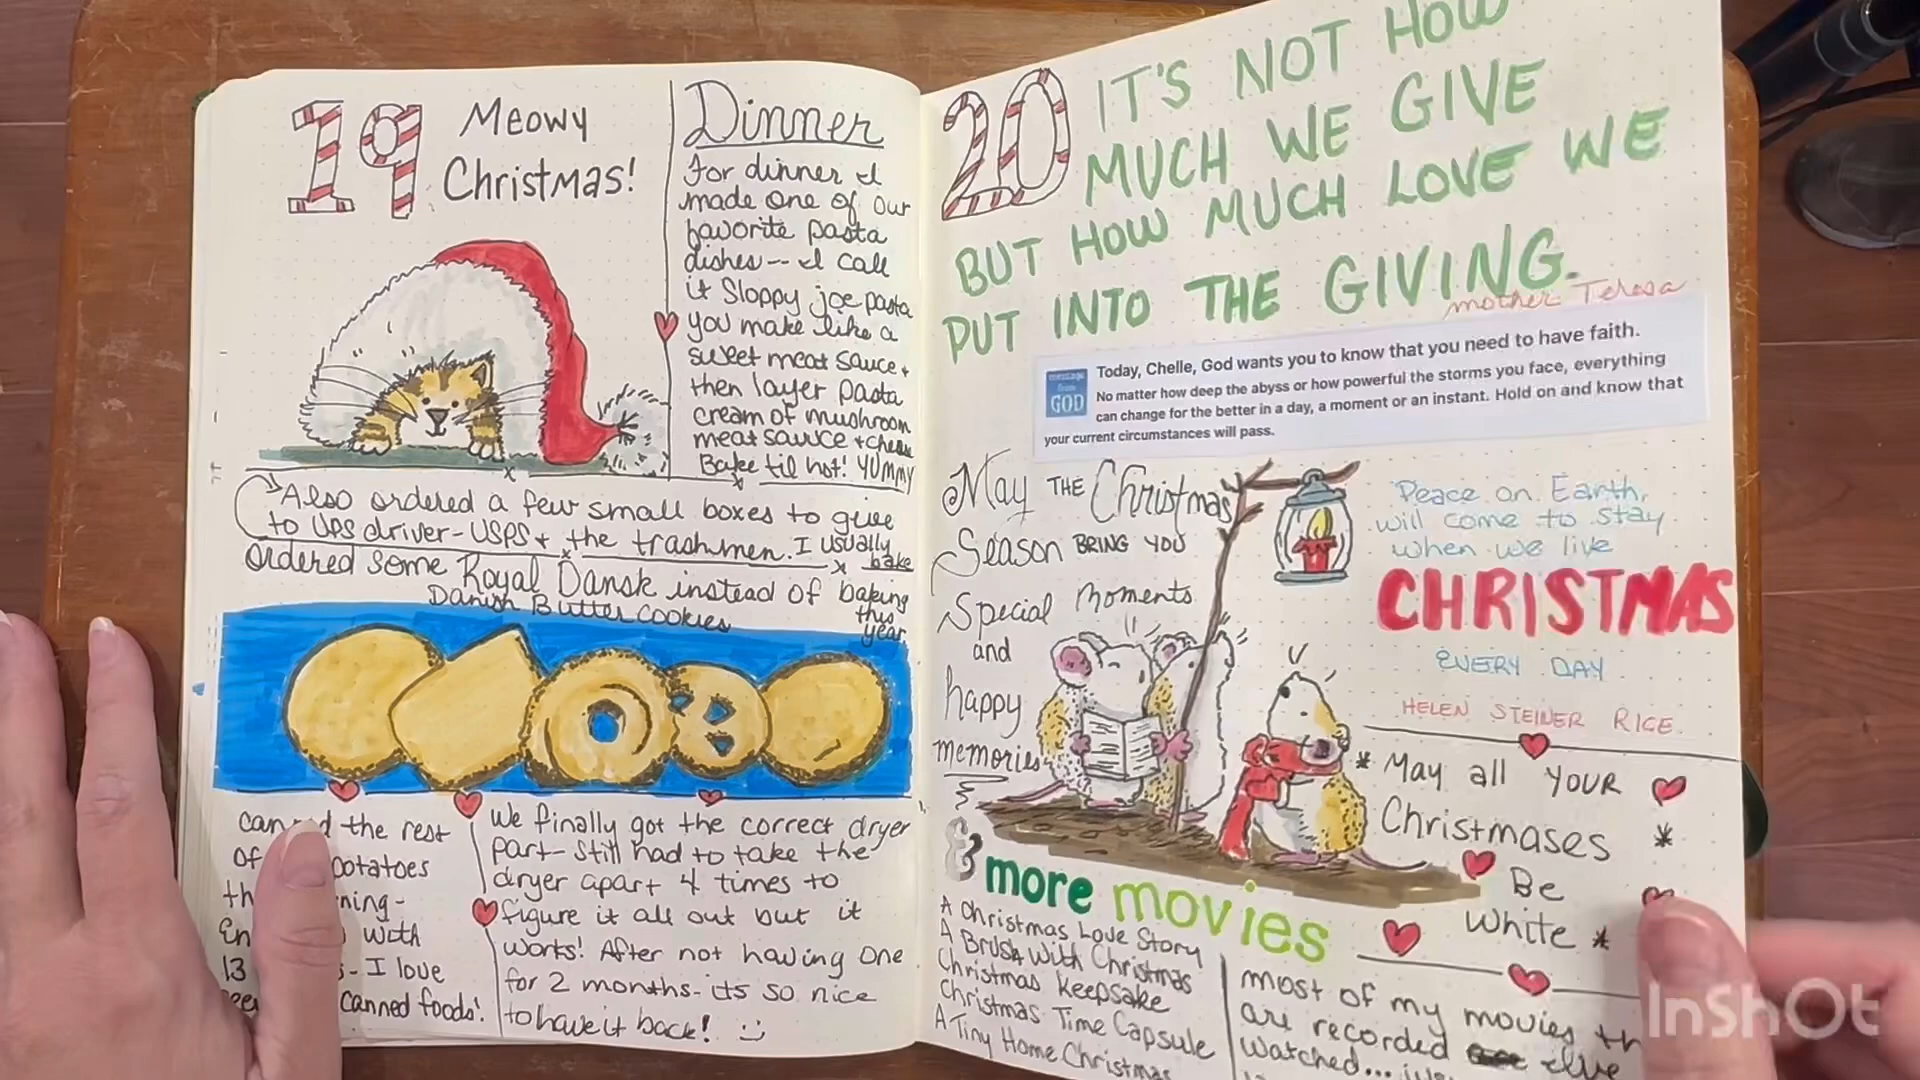 19
Meowy
Christmas!
Dinner
For dinner I
made one of our
favorite pasta
dishes -- I call
it Sloppy joe pasta
you make like a
sweet meat sauce +
then layer pasta
cream of mushroom
meat sauce + cheese
Bake til hot! YUMMY
Also ordered a few small boxes to give
to UPS driver - USPS + the trashmen. I usually
bake
ordered some Royal Dansk instead of baking
Danish Butter Cookies
this
year
canned the rest
of potatoes
ning-
with
13 - I love
canned foods!
We finally got the correct dryer
part - still had to take the
dryer apart 4 times to
figure it all out but it
works! After not having one
for 2 months - its so nice
to have it back!
20
IT'S NOT HOW
MUCH WE GIVE
BUT HOW MUCH LOVE WE
PUT INTO THE GIVING.
mother Teresa
message
from
GOD
Today, Chelle, God wants you to know that you need to have faith.
No matter how deep the abyss or how powerful the storms you face, everything
can change for the better in a day, a moment or an instant. Hold on and know that
your current circumstances will pass.
May THE Christmas
Season BRING YOU
Special Moments
and
happy
memories
Peace on Earth,
will come to stay
when we live
CHRISTMAS
EVERY DAY
HELEN STEINER RICE
* May all YOUR
Christmases *
Be
White *
& more movies
A Christmas Love Story
A Brush With Christmas
Christmas Keepsake
Christmas Time Capsule
A Tiny Home Christmas
most of my movies
are recorded
watched...
InShOt